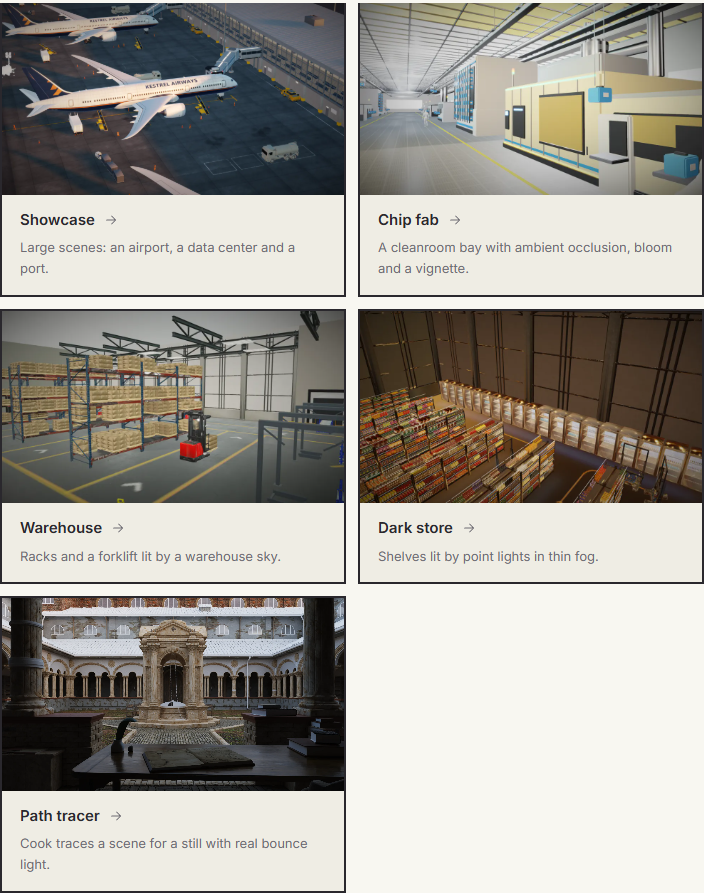 KESTREL AIRWAYS
KESTREL AIRWAYS
Showcase →
Large scenes: an airport, a data center and a
port.
Chip fab →
A cleanroom bay with ambient occlusion, bloom
and a vignette.
Warehouse →
Racks and a forklift lit by a warehouse sky.
Dark store →
Shelves lit by point lights in thin fog.
Path tracer →
Cook traces a scene for a still with real bounce
light.